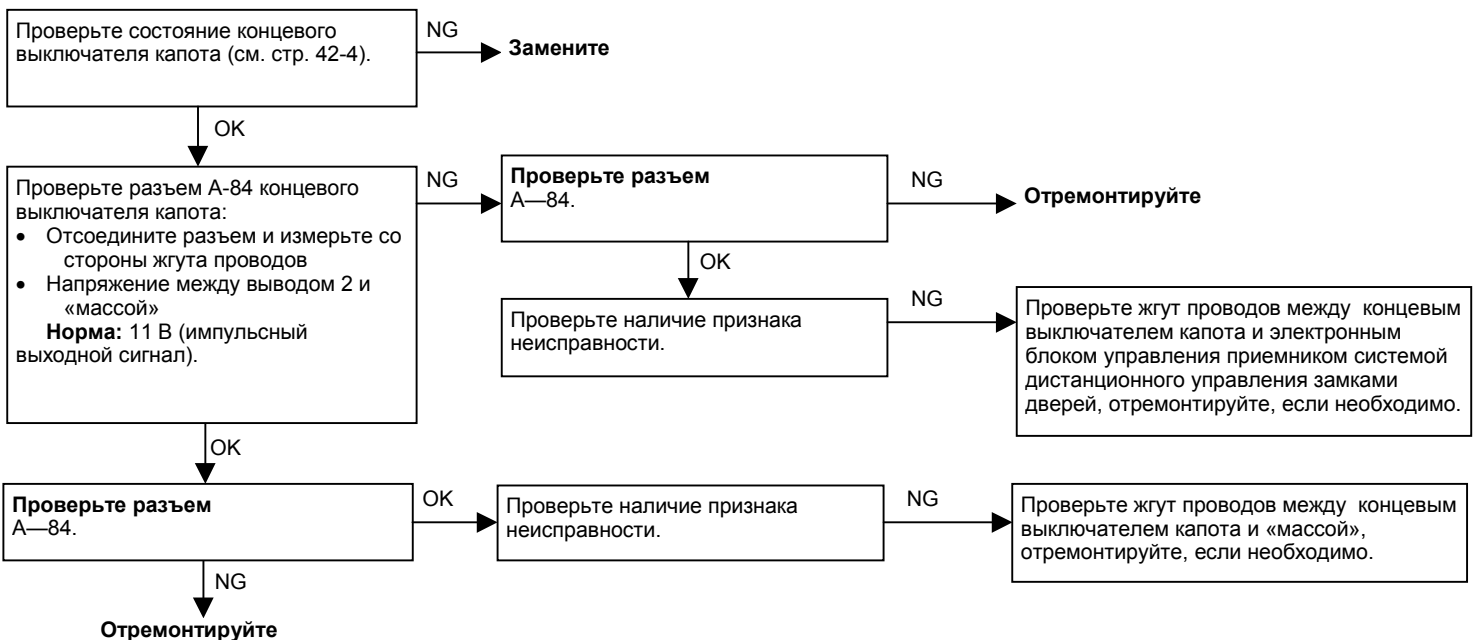 Проверьте состояние концевого
выключателя капота (см. стр. 42-4).
NG
Замените
OK
Проверьте разъем А-84 концевого
выключателя капота:
• Отсоедините разъем и измерьте со
стороны жгута проводов
• Напряжение между выводом 2 и
«массой»
Норма: 11 В (импульсный
выходной сигнал).
NG
Проверьте разъем
А—84.
NG
Отремонтируйте
OK
Проверьте наличие признака
неисправности.
NG
Проверьте жгут проводов между концевым
выключателем капота и электронным
блоком управления приемником системой
дистанционного управления замками
дверей, отремонтируйте, если необходимо.
OK
Проверьте разъем
А—84.
OK
Проверьте наличие признака
неисправности.
NG
Проверьте жгут проводов между концевым
выключателем капота и «массой»,
отремонтируйте, если необходимо.
NG
Отремонтируйте